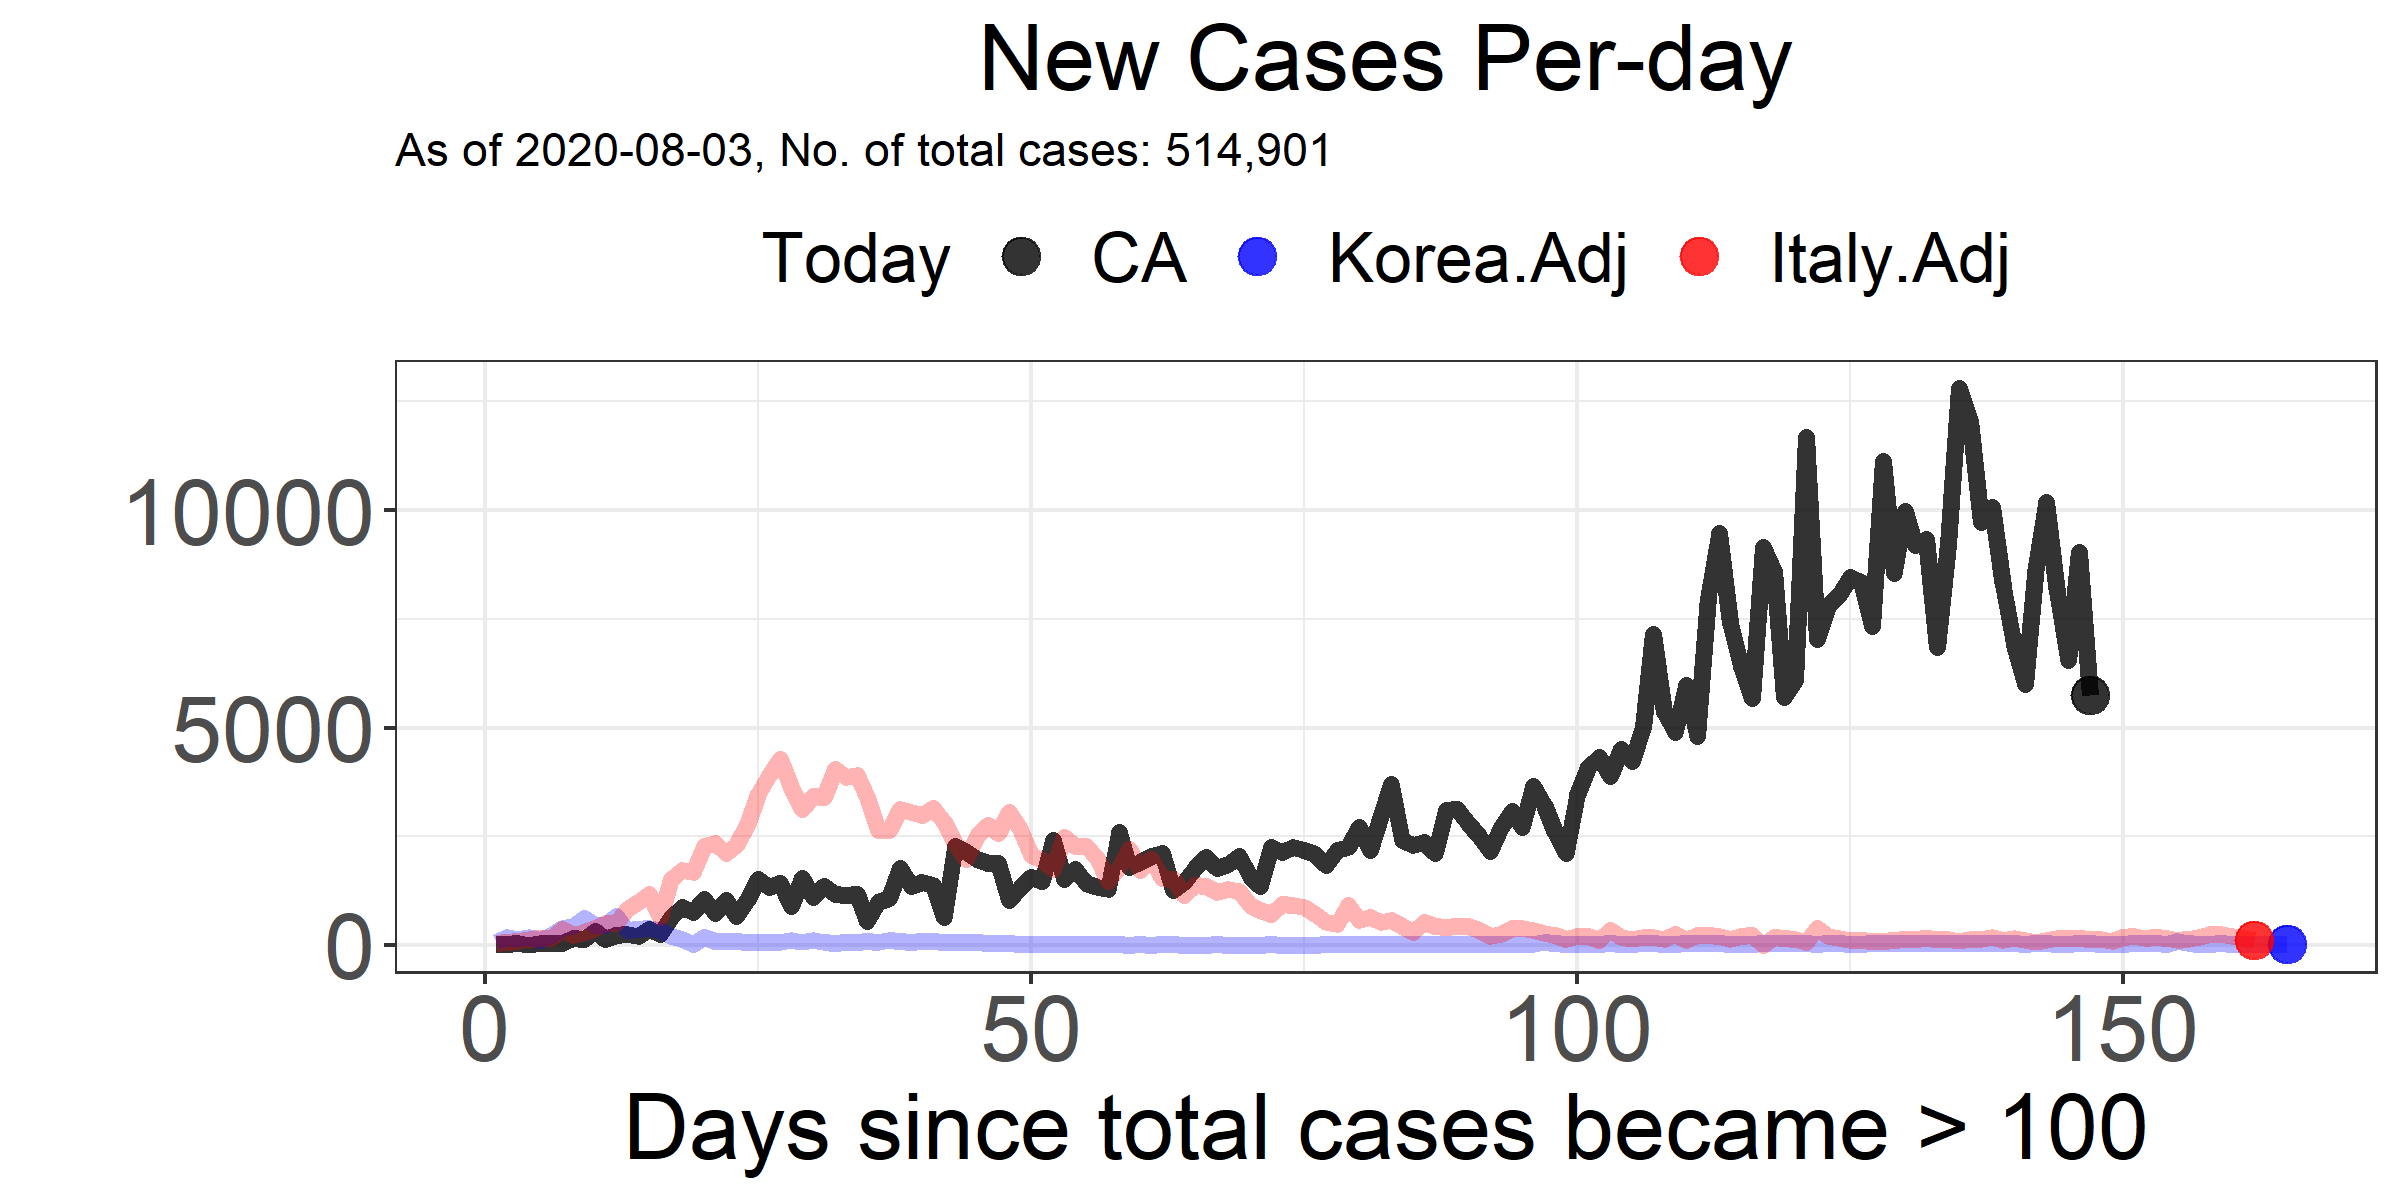 New Cases Per-day
As of 2020-08-03, No. of total cases: 514,901
Today CA Korea.Adj Italy.Adj
10000
5000
0
0 50 100 150
Days since total cases became > 100